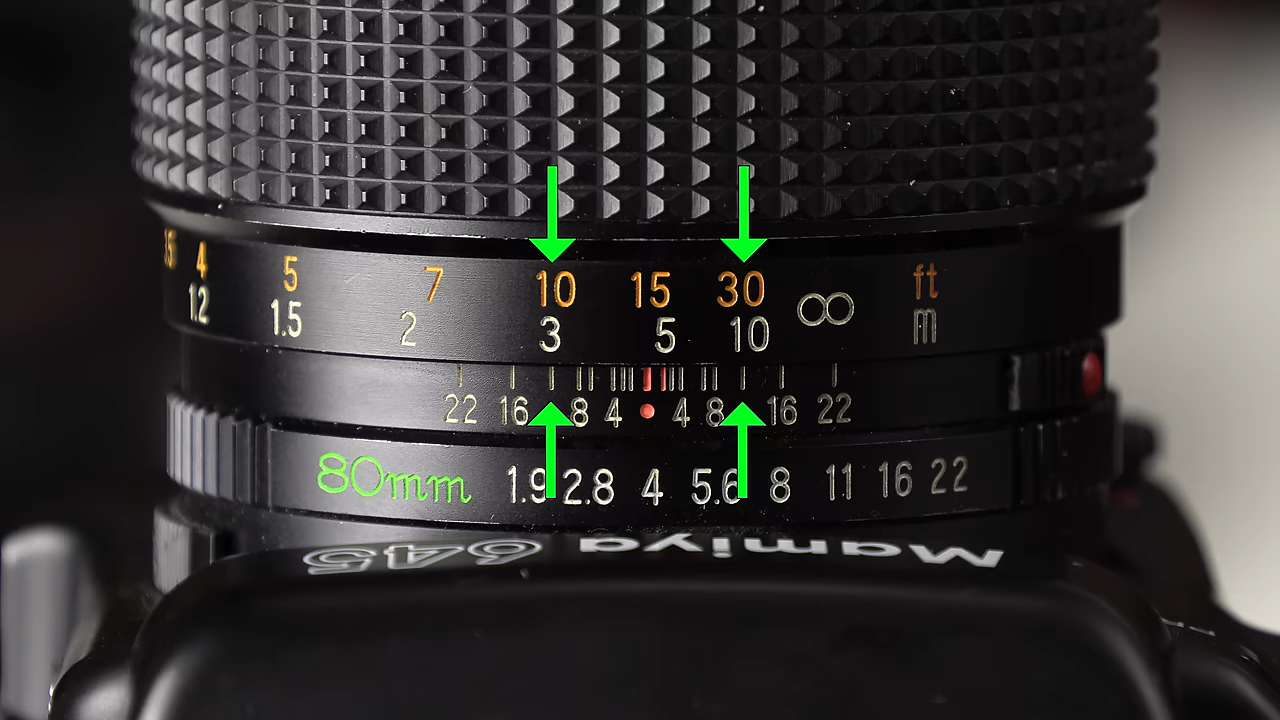 4 5 7 10 15 30 ft
1.2 1.5 2 3 5 10 ∞ m
22 16 8 4 4 8 16 22
80mm 1.9 2.8 4 5.6 8 11 16 22
Mamiya 645